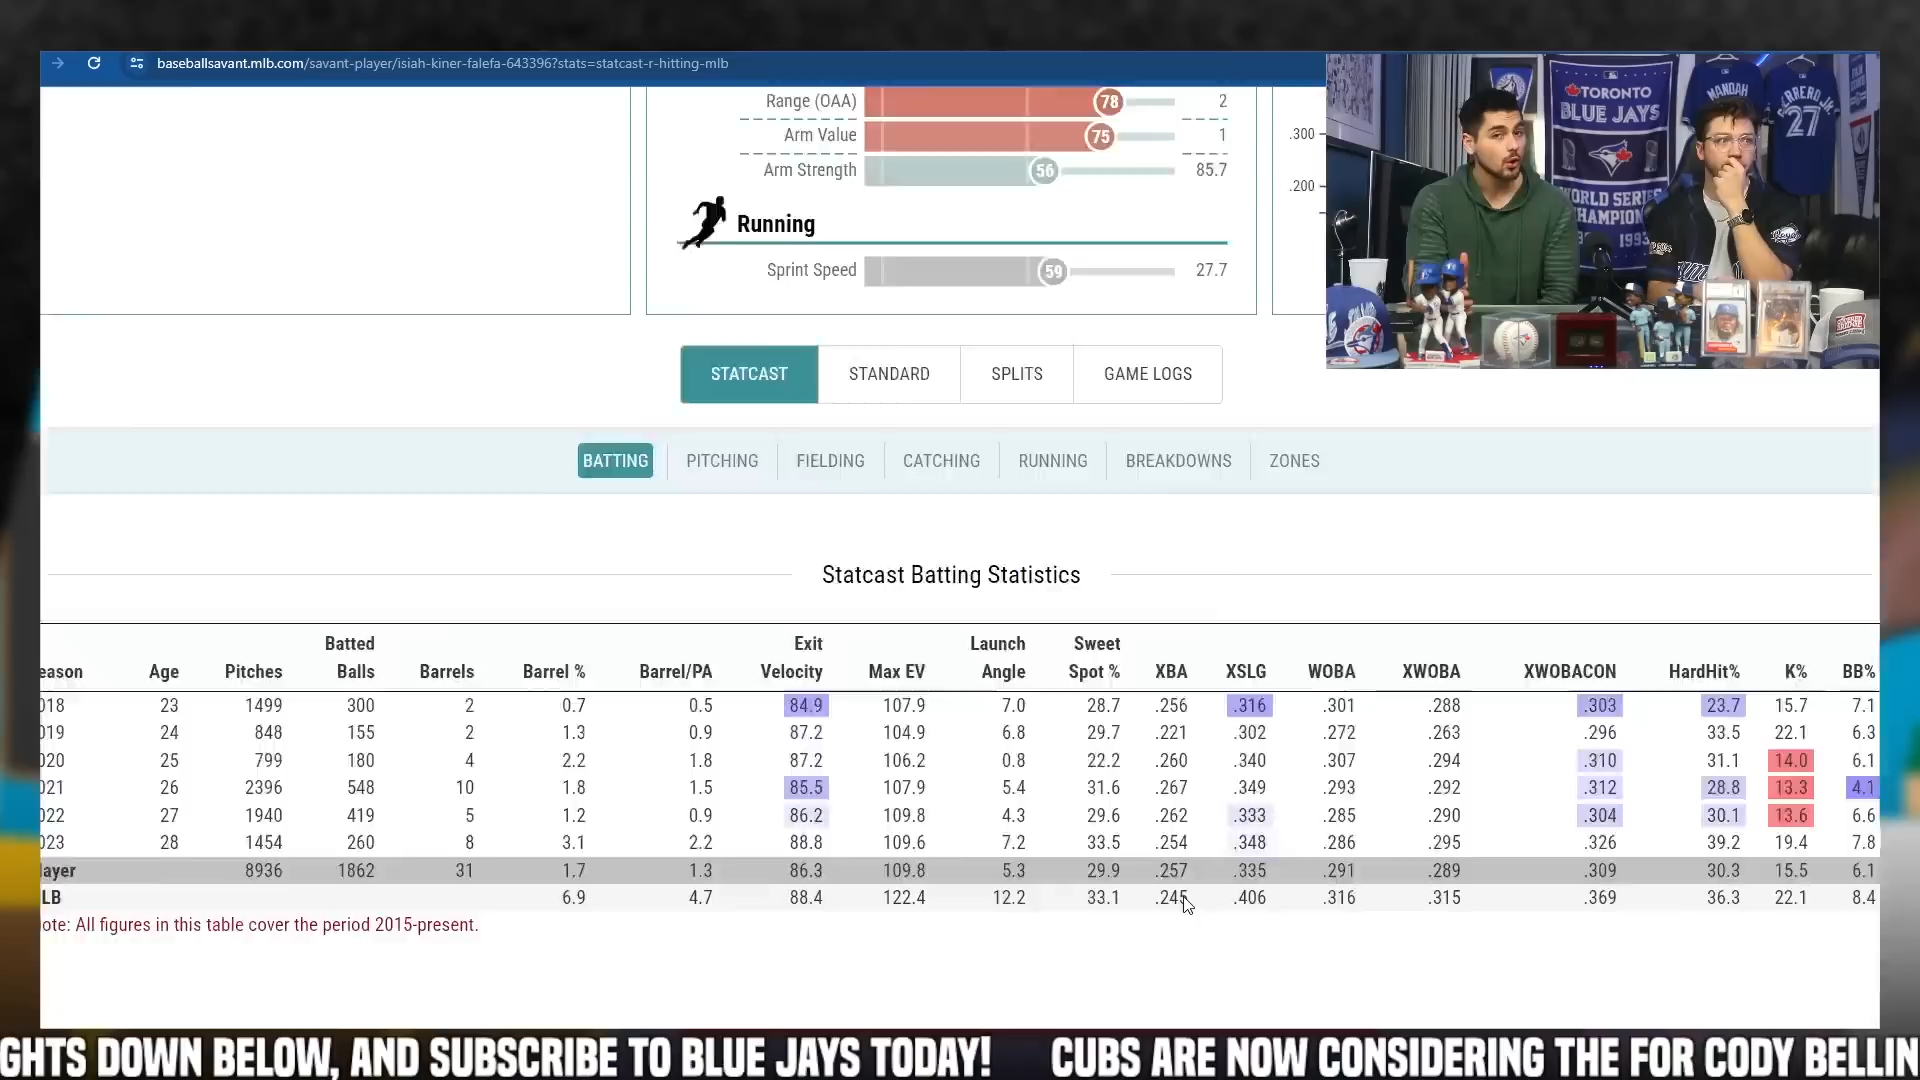 baseballsavant.mlb.com/savant-player/isiah-kiner-falefa-643396?stats=statcast-r-hitting-mlb
Range (OAA) 78 2
Arm Value 75 1
Arm Strength 56 85.7
Running
Sprint Speed 59 27.7
.300
.200
TORONTO
BLUE JAYS
WORLD SERIES
CHAMPION
1993
MANOAH
ERRERO JR.
27
STATCAST STANDARD SPLITS GAME LOGS
BATTING PITCHING FIELDING CATCHING RUNNING BREAKDOWNS ZONES
Statcast Batting Statistics
eason Age Pitches Batted Balls Barrels Barrel % Barrel/PA Exit Velocity Max EV Launch Angle Sweet Spot % XBA XSLG WOBA XWOBA XWOBACON HardHit% K% BB%
018 23 1499 300 2 0.7 0.5 84.9 107.9 7.0 28.7 .256 .316 .301 .288 .303 23.7 15.7 7.1
019 24 848 155 2 1.3 0.9 87.2 104.9 6.8 29.7 .221 .302 .272 .263 .296 33.5 22.1 6.3
020 25 799 180 4 2.2 1.8 87.2 106.2 0.8 22.2 .260 .340 .307 .294 .310 31.1 14.0 6.1
021 26 2396 548 10 1.8 1.5 85.5 107.9 5.4 31.6 .267 .349 .293 .292 .312 28.8 13.3 4.1
022 27 1940 419 5 1.2 0.9 86.2 109.8 4.3 29.6 .262 .333 .285 .290 .304 30.1 13.6 6.6
023 28 1454 260 8 3.1 2.2 88.8 109.6 7.2 33.5 .254 .348 .286 .295 .326 39.2 19.4 7.8
layer 8936 1862 31 1.7 1.3 86.3 109.8 5.3 29.9 .257 .335 .291 .289 .309 30.3 15.5 6.1
LB 6.9 4.7 88.4 122.4 12.2 33.1 .245 .406 .316 .315 .369 36.3 22.1 8.4
ote: All figures in this table cover the period 2015-present.
GHTS DOWN BELOW, AND SUBSCRIBE TO BLUE JAYS TODAY! CUBS ARE NOW CONSIDERING THE FOR CODY BELLIN